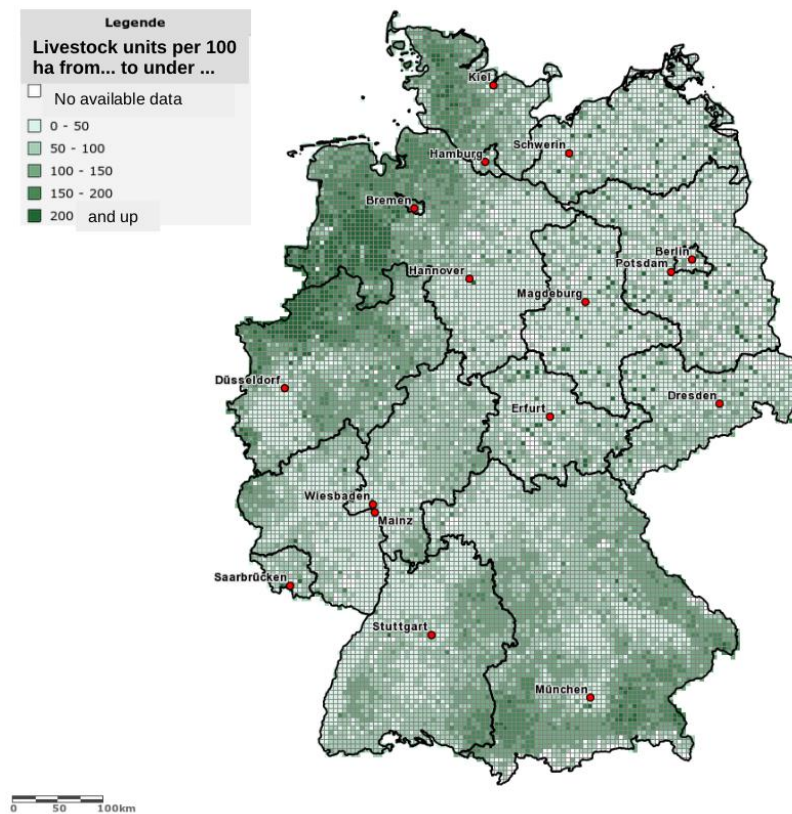 Legende
Livestock units per 100
ha from... to under ...
No available data
0 - 50
50 - 100
100 - 150
150 - 200
200 and up
Kiel
Hamburg
Schwerin
Bremen
Berlin
Potsdam
Hannover
Magdeburg
Düsseldorf
Erfurt
Dresden
Wiesbaden
Mainz
Saarbrücken
Stuttgart
München
0 50 100km